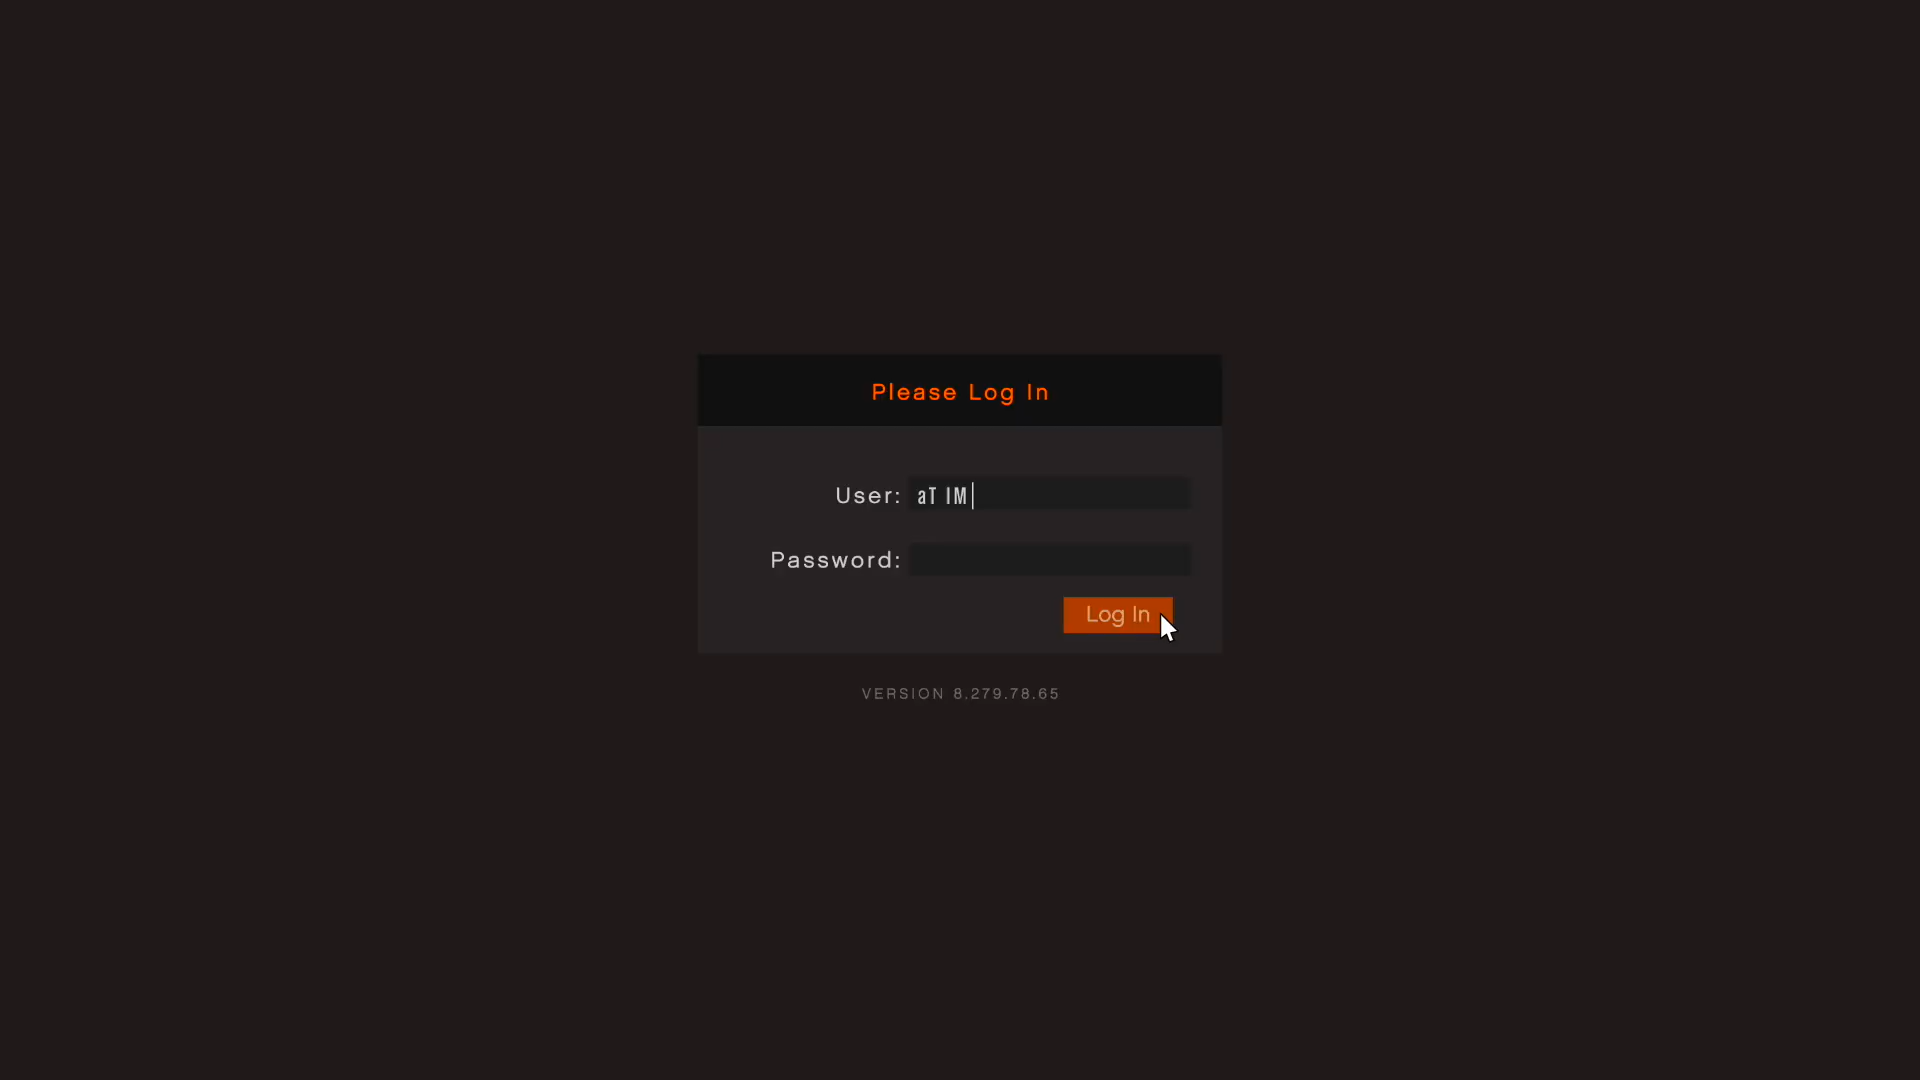 Please Log In
User: aT IM
Password:
Log In
VERSION 8.279.78.65